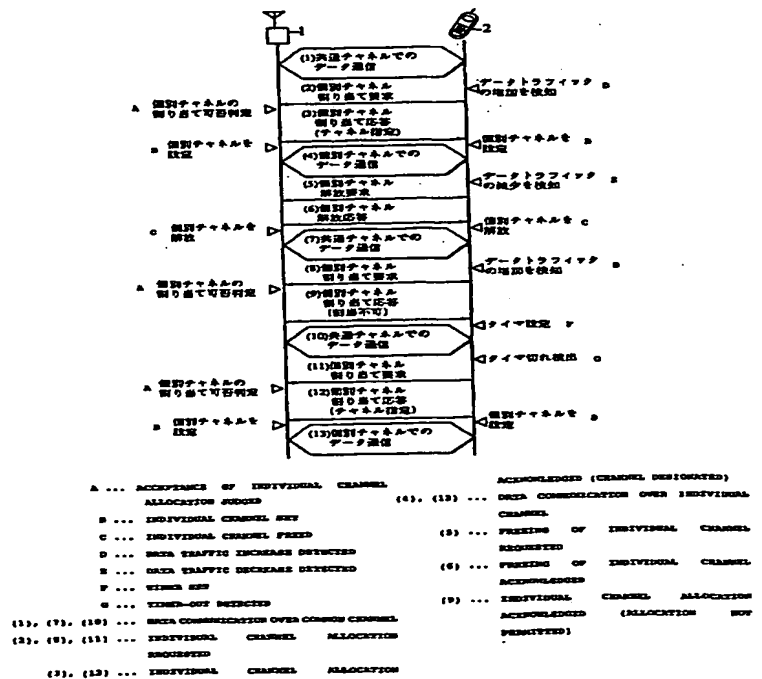 1
2
(1)共通チャネルでの
データ通信
(2)個別チャネル
割り当て要求
データトラフィック D
の増加を検知
A 個別チャネルの
割り当て可否判定
(3)個別チャネル
割り当て応答
(チャネル指定)
B 個別チャネルを
設定
個別チャネルを B
設定
(4)個別チャネルでの
データ通信
(5)個別チャネル
解放要求
データトラフィック E
の減少を検知
(6)個別チャネル
解放応答
C 個別チャネルを
解放
個別チャネルを C
解放
(7)共通チャネルでの
データ通信
(8)個別チャネル
割り当て要求
データトラフィック D
の増加を検知
A 個別チャネルの
割り当て可否判定
(9)個別チャネル
割り当て応答
(割当不可)
タイマ設定 F
(10)共通チャネルでの
データ通信
タイマ切れ検出 G
(11)個別チャネル
割り当て要求
A 個別チャネルの
割り当て可否判定
(12)個別チャネル
割り当て応答
(チャネル指定)
B 個別チャネルを
設定
個別チャネルを B
設定
(13)個別チャネルでの
データ通信
A ... ACCEPTANCE OF INDIVIDUAL CHANNEL
ALLOCATION JUDGED
B ... INDIVIDUAL CHANNEL SET
C ... INDIVIDUAL CHANNEL FREED
D ... DATA TRAFFIC INCREASE DETECTED
E ... DATA TRAFFIC DECREASE DETECTED
F ... TIMER SET
G ... TIMER-OUT DETECTED
(1), (7), (10) ... DATA COMMUNICATION OVER COMMON CHANNEL
(2), (8), (11) ... INDIVIDUAL CHANNEL ALLOCATION
REQUESTED
(3), (12) ... INDIVIDUAL CHANNEL ALLOCATION
ACKNOWLEDGED (CHANNEL DESIGNATED)
(4), (13) ... DATA COMMUNICATION OVER INDIVIDUAL
CHANNEL
(5) ... FREEING OF INDIVIDUAL CHANNEL
REQUESTED
(6) ... FREEING OF INDIVIDUAL CHANNEL
ACKNOWLEDGED
(9) ... INDIVIDUAL CHANNEL ALLOCATION
ACKNOWLEDGED (ALLOCATION NOT
PERMITTED)